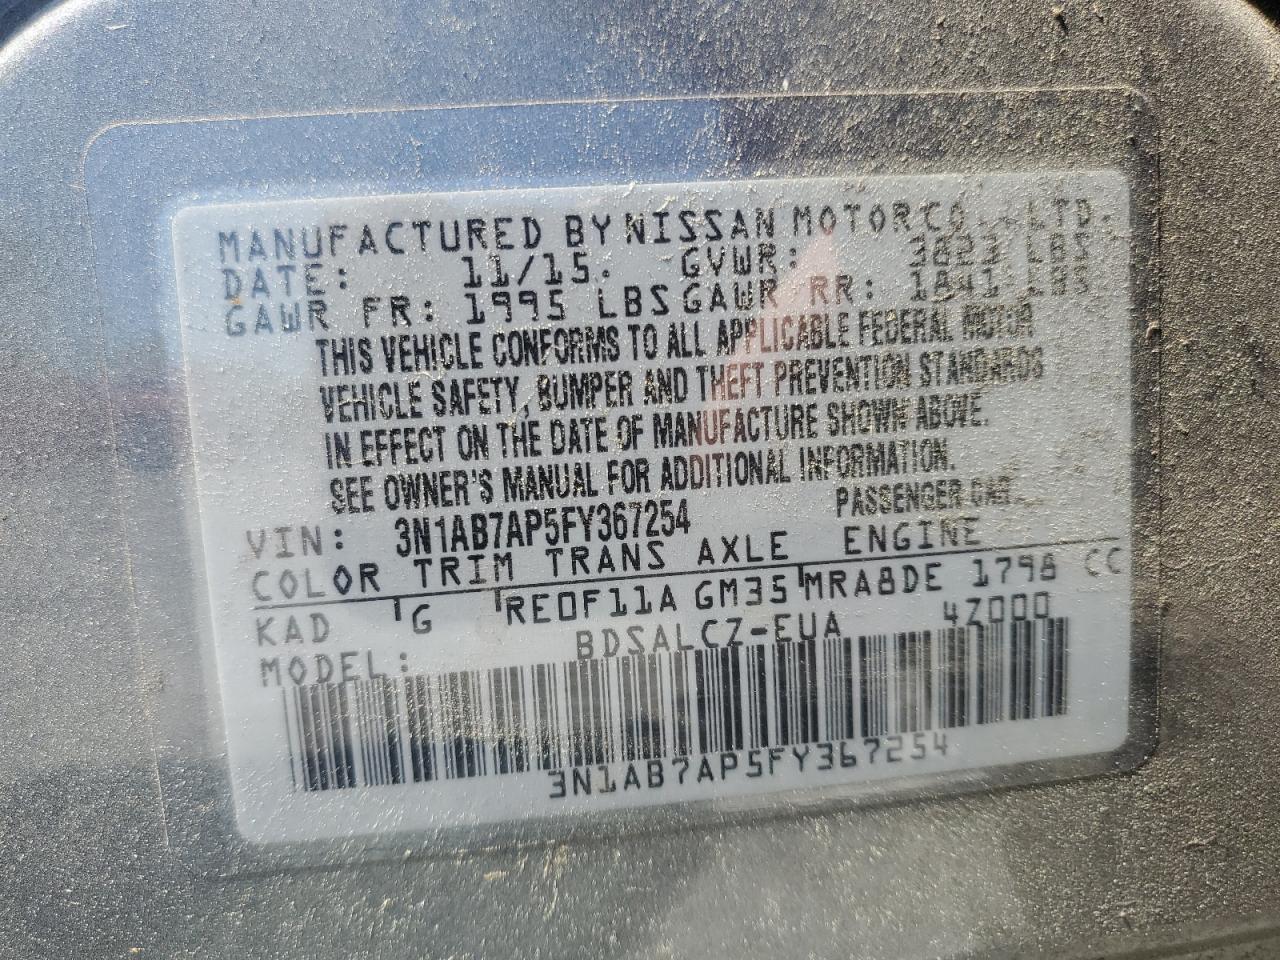 MANUFACTURED BY NISSAN MOTOR CO., LTD.
DATE: 11/15. GVWR: 3823 LBS
GAWR FR: 1995 LBS GAWR RR: 1841 LBS
THIS VEHICLE CONFORMS TO ALL APPLICABLE FEDERAL MOTOR
VEHICLE SAFETY, BUMPER AND THEFT PREVENTION STANDARDS
IN EFFECT ON THE DATE OF MANUFACTURE SHOWN ABOVE.
SEE OWNER'S MANUAL FOR ADDITIONAL INFORMATION.
VIN: 3N1AB7AP5FY367254 PASSENGER CAR
COLOR TRIM TRANS AXLE ENGINE
KAD G RE0F11A GM35 MRA8DE 1798 CC
MODEL: BDSALCZ-EUA 4Z000
3N1AB7AP5FY367254